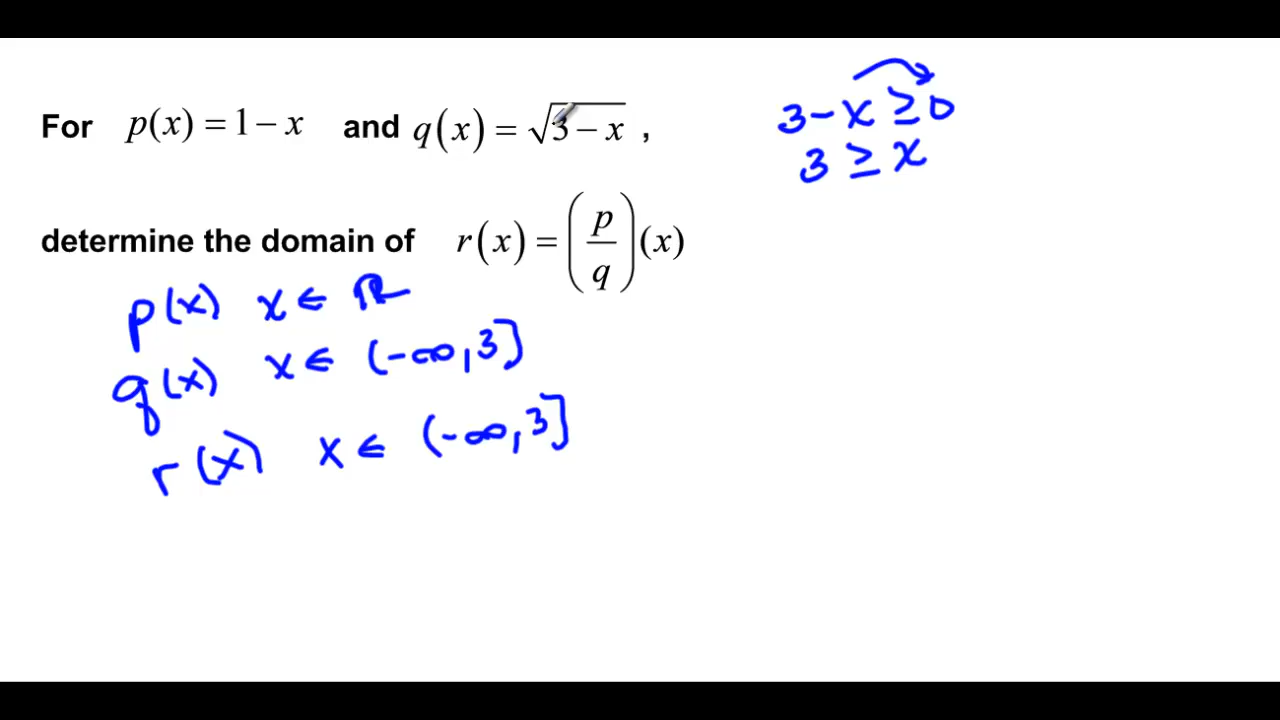 For p(x) = 1 − x and q(x) = √(3 − x) ,
3 − x ≥ 0
3 ≥ x
determine the domain of r(x) = (p/q)(x)
p(x) x ∈ ℝ
q(x) x ∈ (-∞, 3]
r(x) x ∈ (-∞, 3]